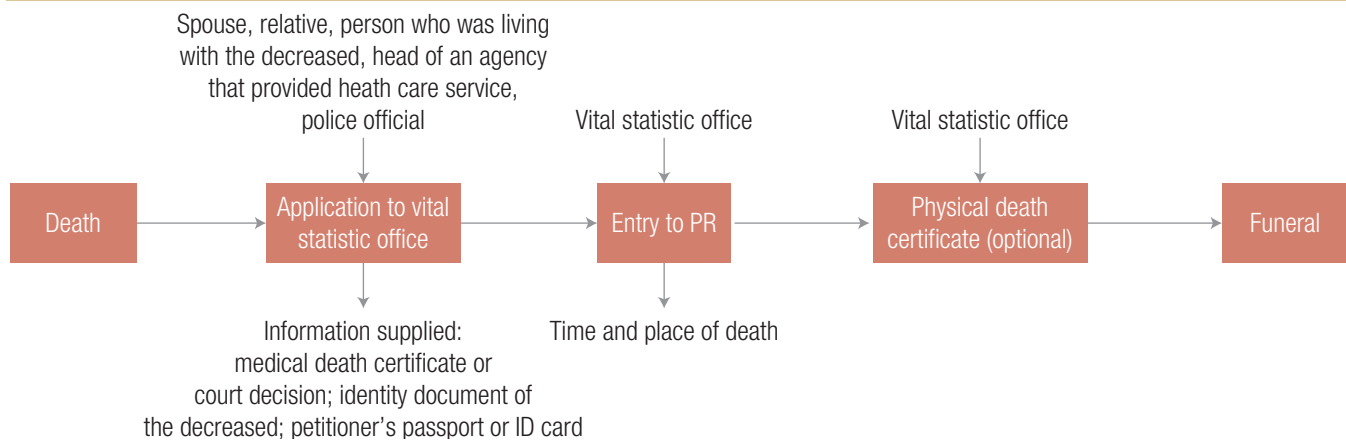 Spouse, relative, person who was living
with the decreased, head of an agency
that provided heath care service,
police official
Vital statistic office
Vital statistic office
Death
Application to vital
statistic office
Entry to PR
Physical death
certificate (optional)
Funeral
Information supplied:
medical death certificate or
court decision; identity document of
the decreased; petitioner's passport or ID card
Time and place of death